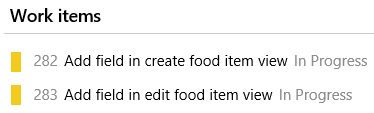 Work items
282 Add field in create food item view In Progress
283 Add field in edit food item view In Progress